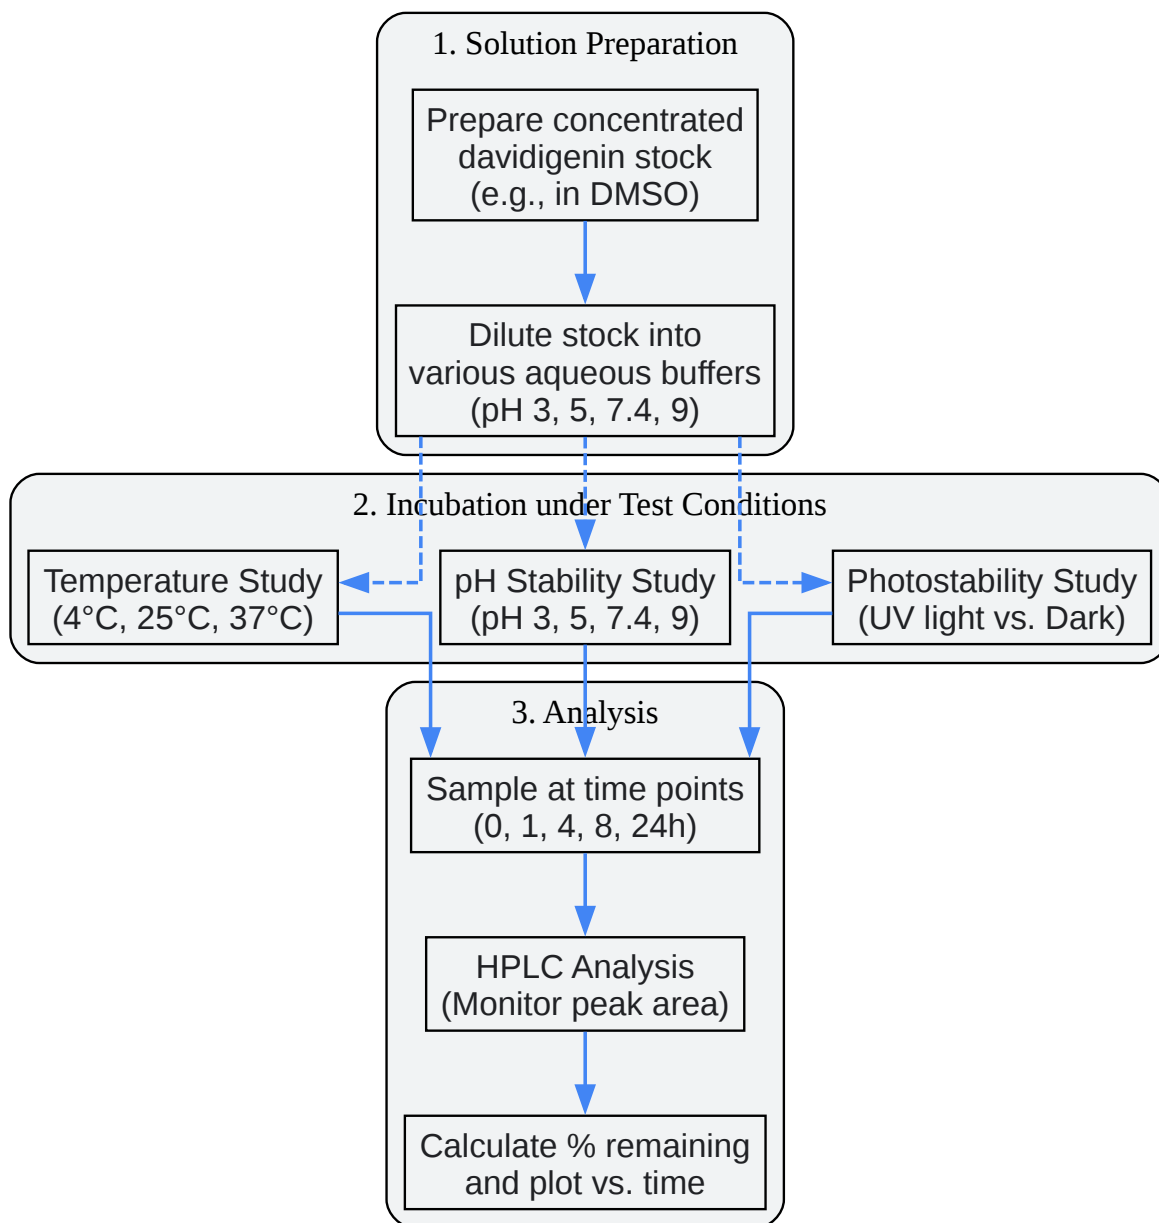 1. Solution Preparation
Prepare concentrated
davidigenin stock
(e.g., in DMSO)
Dilute stock into
various aqueous buffers
(pH 3, 5, 7.4, 9)
2. Incubation under Test Conditions
Temperature Study
(4°C, 25°C, 37°C)
pH Stability Study
(pH 3, 5, 7.4, 9)
Photostability Study
(UV light vs. Dark)
3. Analysis
Sample at time points
(0, 1, 4, 8, 24h)
HPLC Analysis
(Monitor peak area)
Calculate % remaining
and plot vs. time